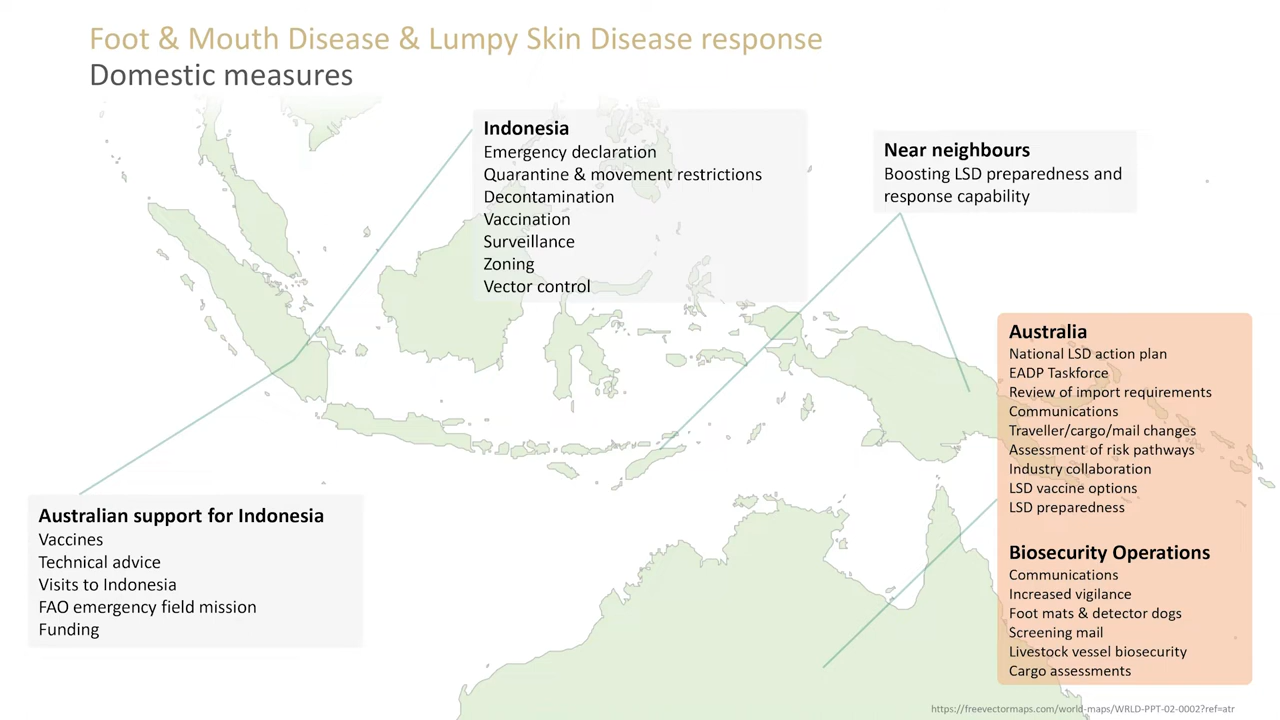 Foot & Mouth Disease & Lumpy Skin Disease response
Domestic measures
Indonesia
Emergency declaration
Quarantine & movement restrictions
Decontamination
Vaccination
Surveillance
Zoning
Vector control
Near neighbours
Boosting LSD preparedness and
response capability
Australia
National LSD action plan
EADP Taskforce
Review of import requirements
Communications
Traveller/cargo/mail changes
Assessment of risk pathways
Industry collaboration
LSD vaccine options
LSD preparedness
Biosecurity Operations
Communications
Increased vigilance
Foot mats & detector dogs
Screening mail
Livestock vessel biosecurity
Cargo assessments
Australian support for Indonesia
Vaccines
Technical advice
Visits to Indonesia
FAO emergency field mission
Funding
https://freevectormaps.com/world-maps/WRLD-PPT-02-0002?ref=atr